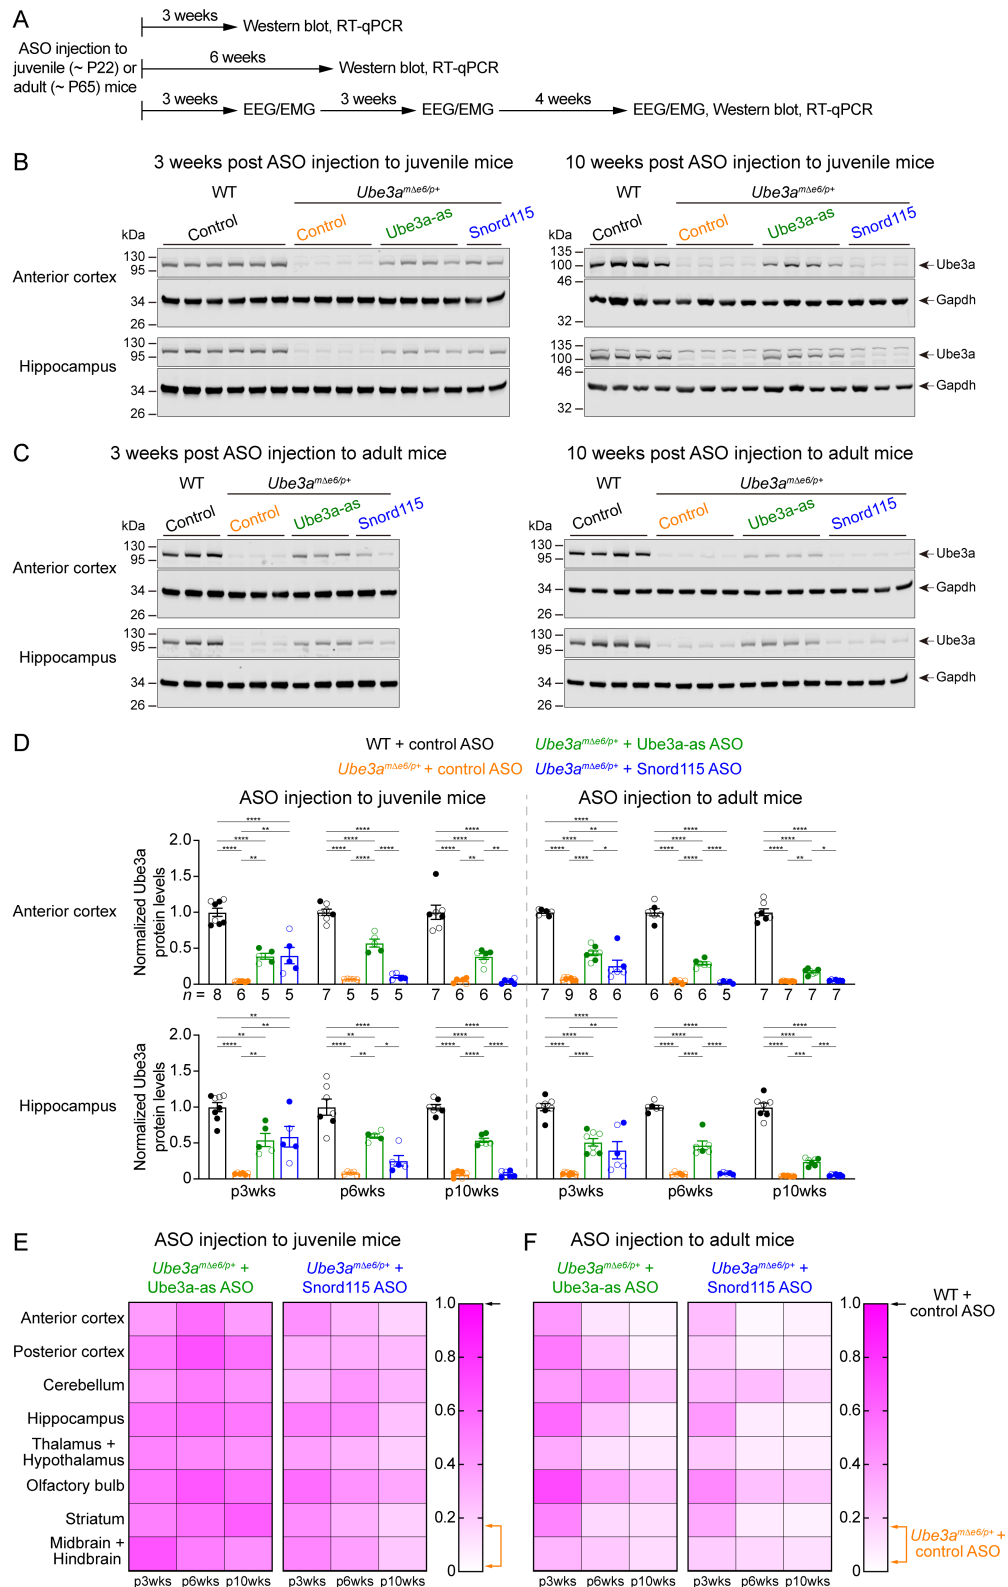 A
3 weeks
Western blot, RT-qPCR
ASO injection to
juvenile (~ P22) or
adult (~ P65) mice
6 weeks
Western blot, RT-qPCR
3 weeks
EEG/EMG
3 weeks
EEG/EMG
4 weeks
EEG/EMG, Western blot, RT-qPCR
B
3 weeks post ASO injection to juvenile mice
10 weeks post ASO injection to juvenile mice
WT
Ube3a^mΔe6/p+
WT
Ube3a^mΔe6/p+
kDa
Control
Control
Ube3a-as
Snord115
kDa
Control
Control
Ube3a-as
Snord115
Anterior cortex
130
95
34
26
135
100
46
32
Ube3a
Gapdh
Hippocampus
130
95
34
26
135
100
46
32
Ube3a
Gapdh
C
3 weeks post ASO injection to adult mice
10 weeks post ASO injection to adult mice
WT
Ube3a^mΔe6/p+
WT
Ube3a^mΔe6/p+
kDa
Control
Control
Ube3a-as
Snord115
kDa
Control
Control
Ube3a-as
Snord115
Anterior cortex
130
95
34
26
130
95
34
26
Ube3a
Gapdh
Hippocampus
130
95
34
26
130
95
34
26
Ube3a
Gapdh
D
WT + control ASO
Ube3a^mΔe6/p+ + Ube3a-as ASO
Ube3a^mΔe6/p+ + control ASO
Ube3a^mΔe6/p+ + Snord115 ASO
ASO injection to juvenile mice
ASO injection to adult mice
Anterior cortex
Normalized Ube3a
protein levels
2.0
1.5
1.0
0.5
0
n = 8 6 5 5 7 5 5 5 7 6 6 6 7 9 8 6 6 6 6 5 7 7 7 7
Hippocampus
Normalized Ube3a
protein levels
2.0
1.5
1.0
0.5
0
p3wks p6wks p10wks p3wks p6wks p10wks
E
ASO injection to juvenile mice
Ube3a^mΔe6/p+ +
Ube3a-as ASO
Ube3a^mΔe6/p+ +
Snord115 ASO
F
ASO injection to adult mice
Ube3a^mΔe6/p+ +
Ube3a-as ASO
Ube3a^mΔe6/p+ +
Snord115 ASO
Anterior cortex
Posterior cortex
Cerebellum
Hippocampus
Thalamus +
Hypothalamus
Olfactory bulb
Striatum
Midbrain +
Hindbrain
1.0
0.8
0.6
0.4
0.2
0
1.0
0.8
0.6
0.4
0.2
0
WT +
control ASO
Ube3a^mΔe6/p+ +
control ASO
p3wks p6wks p10wks p3wks p6wks p10wks
p3wks p6wks p10wks p3wks p6wks p10wks